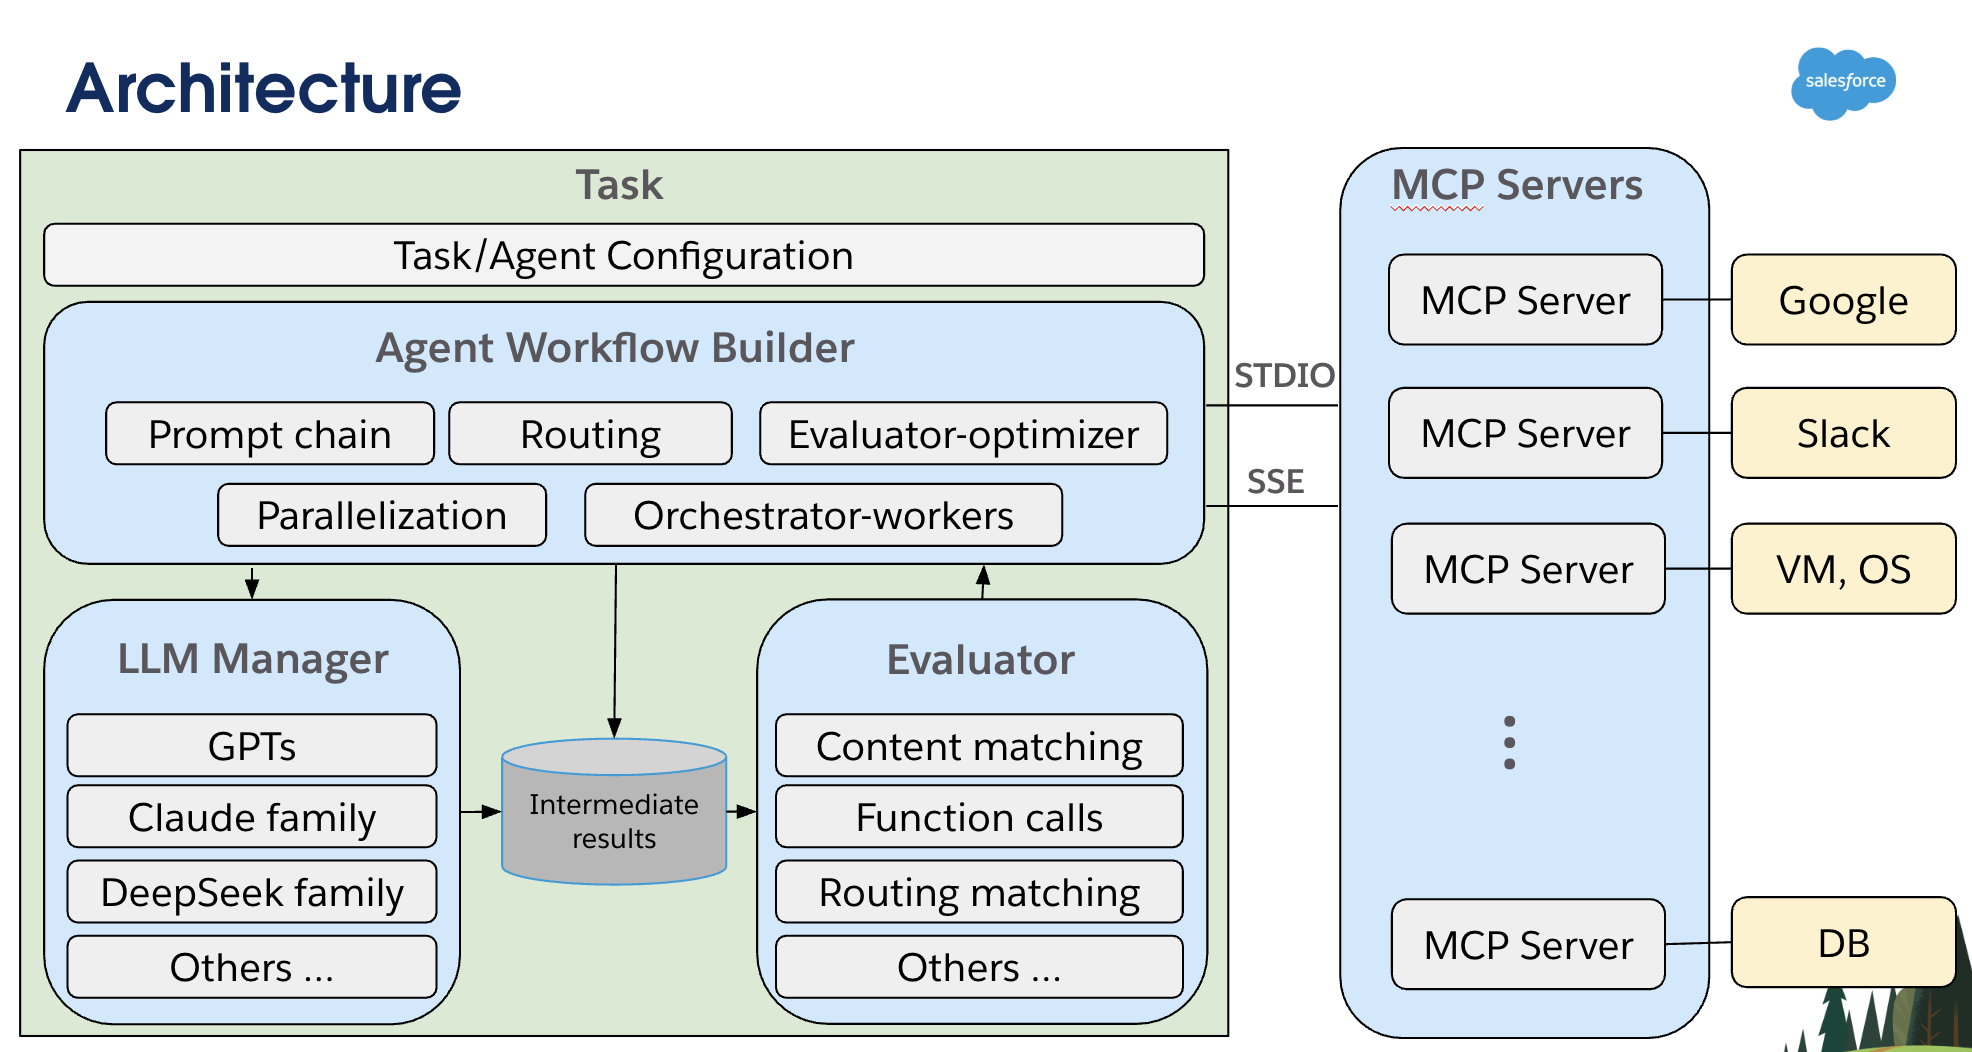 Architecture
salesforce
Task
Task/Agent Configuration
Agent Workflow Builder
Prompt chain
Routing
Evaluator-optimizer
Parallelization
Orchestrator-workers
LLM Manager
GPTs
Claude family
DeepSeek family
Others ...
Intermediate
results
Evaluator
Content matching
Function calls
Routing matching
Others ...
STDIO
SSE
MCP Servers
MCP Server
Google
MCP Server
Slack
MCP Server
VM, OS
MCP Server
DB